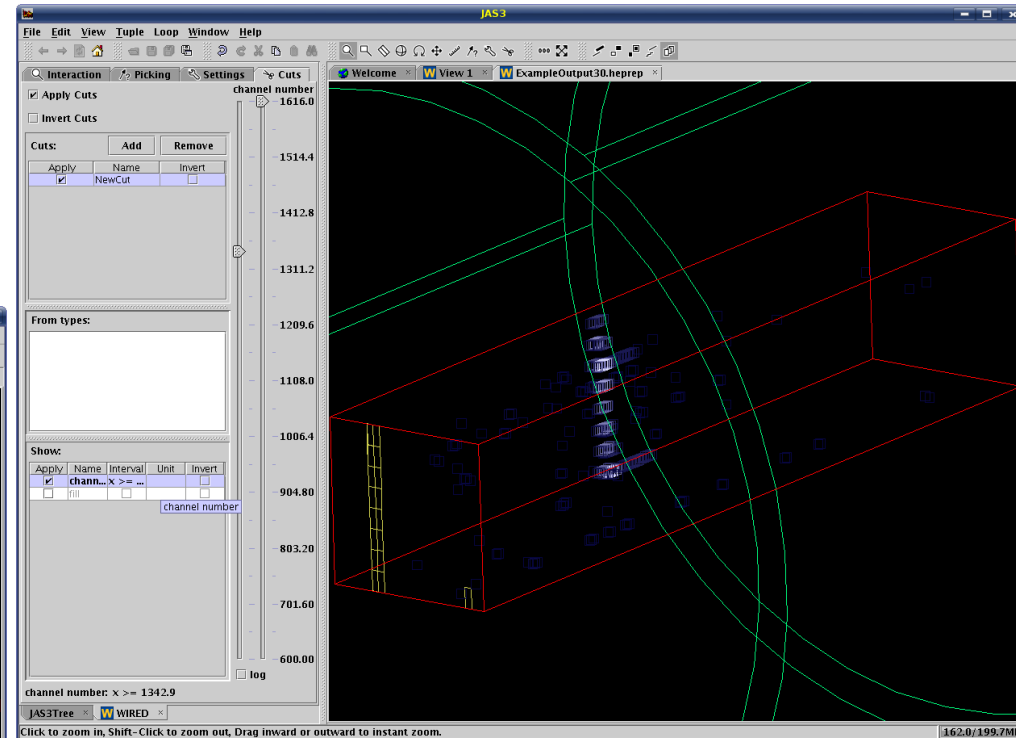 JAS3
File Edit View Tuple Loop Window Help
Interaction Picking Settings Cuts
Welcome × W View 1 × W ExampleOutput30.heprep ×
Apply Cuts
Invert Cuts
Cuts: Add Remove
Apply Name Invert
NewCut
From types:
Show:
Apply Name Interval Unit Invert
chann... x >= ...
fill
channel number
channel number
1616.0
1514.4
1412.8
1311.2
1209.6
1108.0
1006.4
904.80
803.20
701.60
600.00
log
channel number: x >= 1342.9
JAS3Tree × W WIRED ×
Click to zoom in, Shift-Click to zoom out, Drag inward or outward to instant zoom.
162.0/199.7M